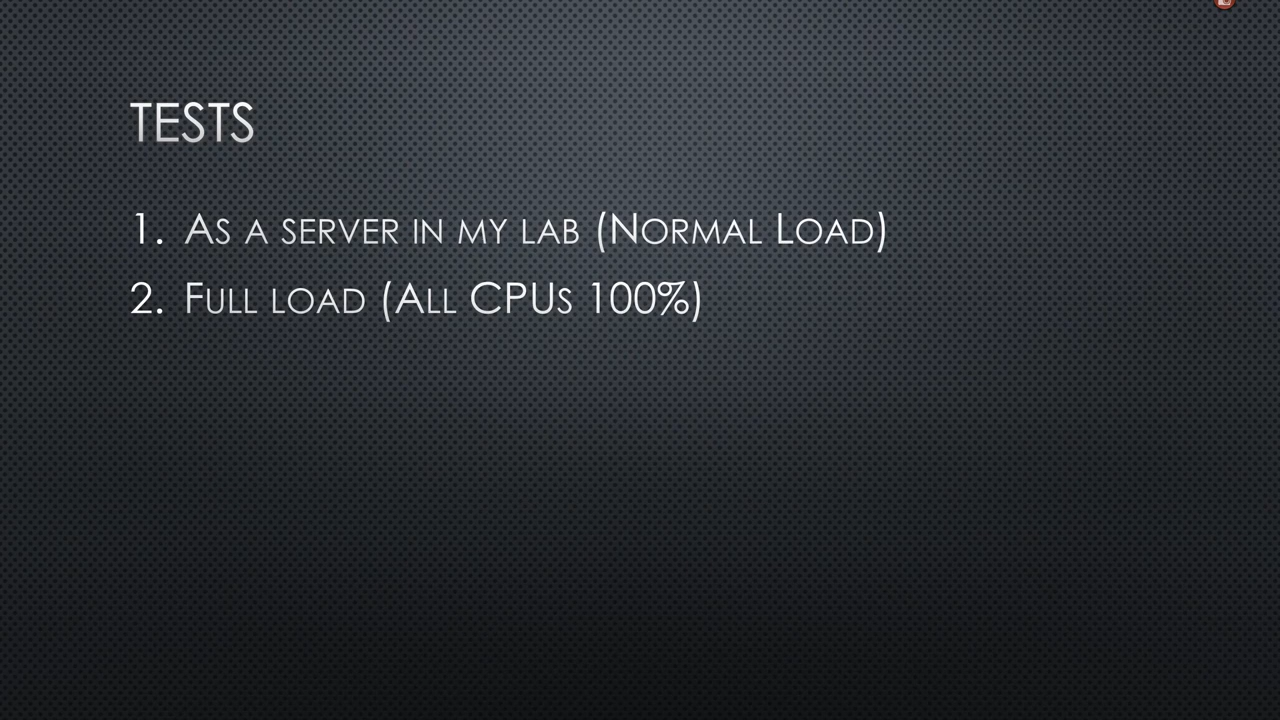 TESTS
1. As a server in my lab (Normal Load)
2. Full load (All CPUs 100%)